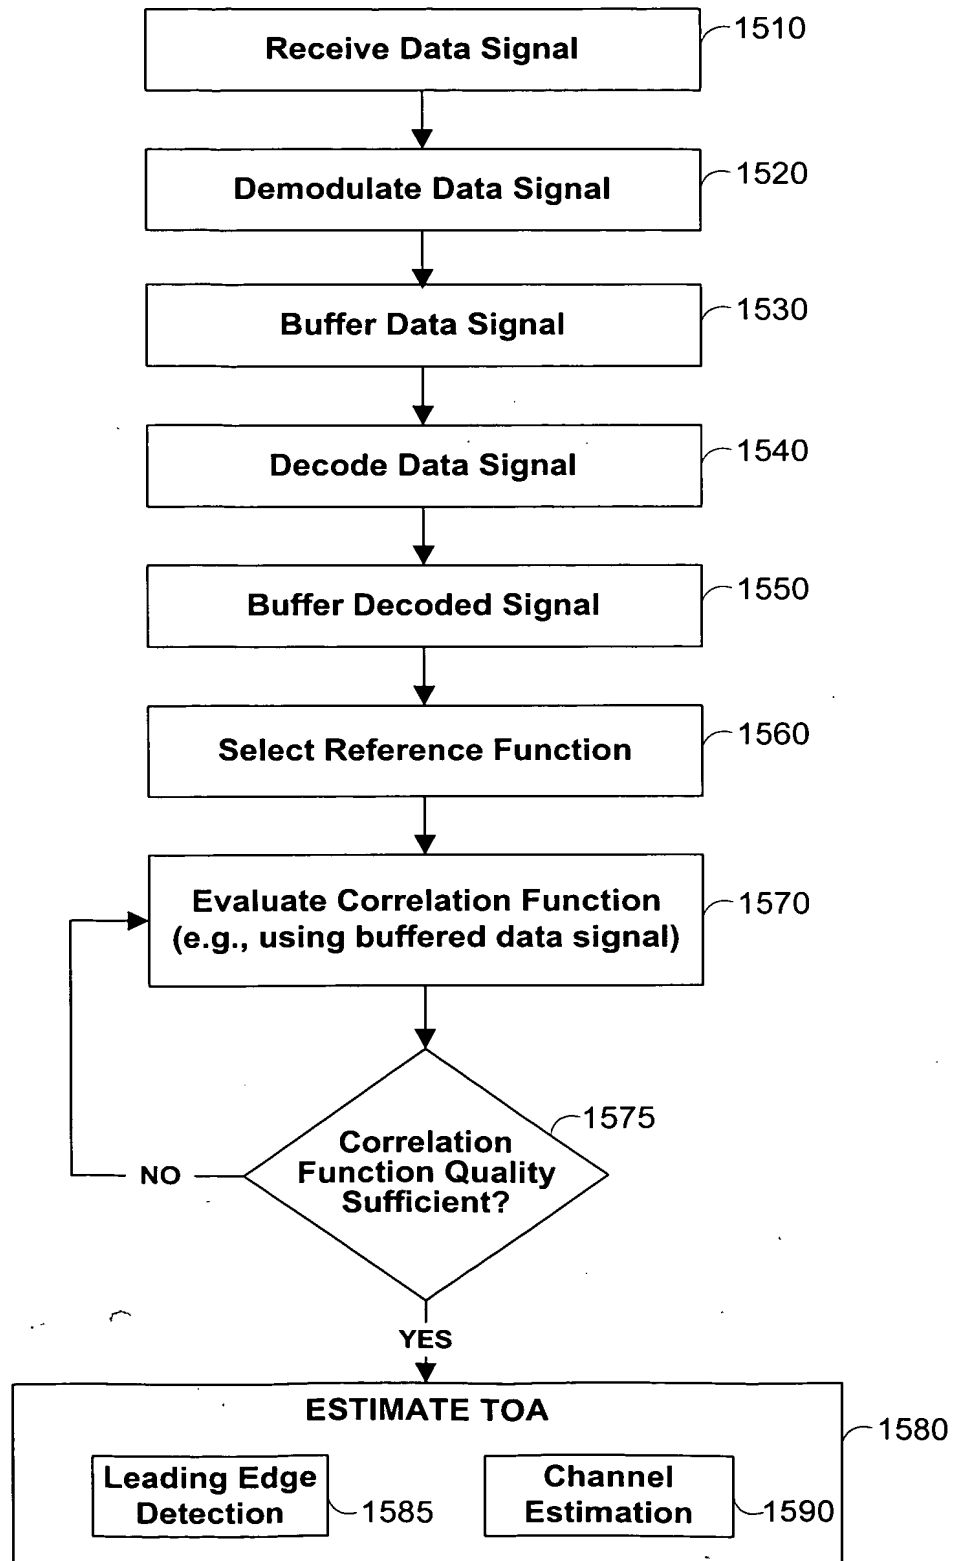 Receive Data Signal
1510
Demodulate Data Signal
1520
Buffer Data Signal
1530
Decode Data Signal
1540
Buffer Decoded Signal
1550
Select Reference Function
1560
Evaluate Correlation Function
(e.g., using buffered data signal)
1570
Correlation
Function Quality
Sufficient?
1575
NO
YES
ESTIMATE TOA
1580
Leading Edge
Detection
1585
Channel
Estimation
1590